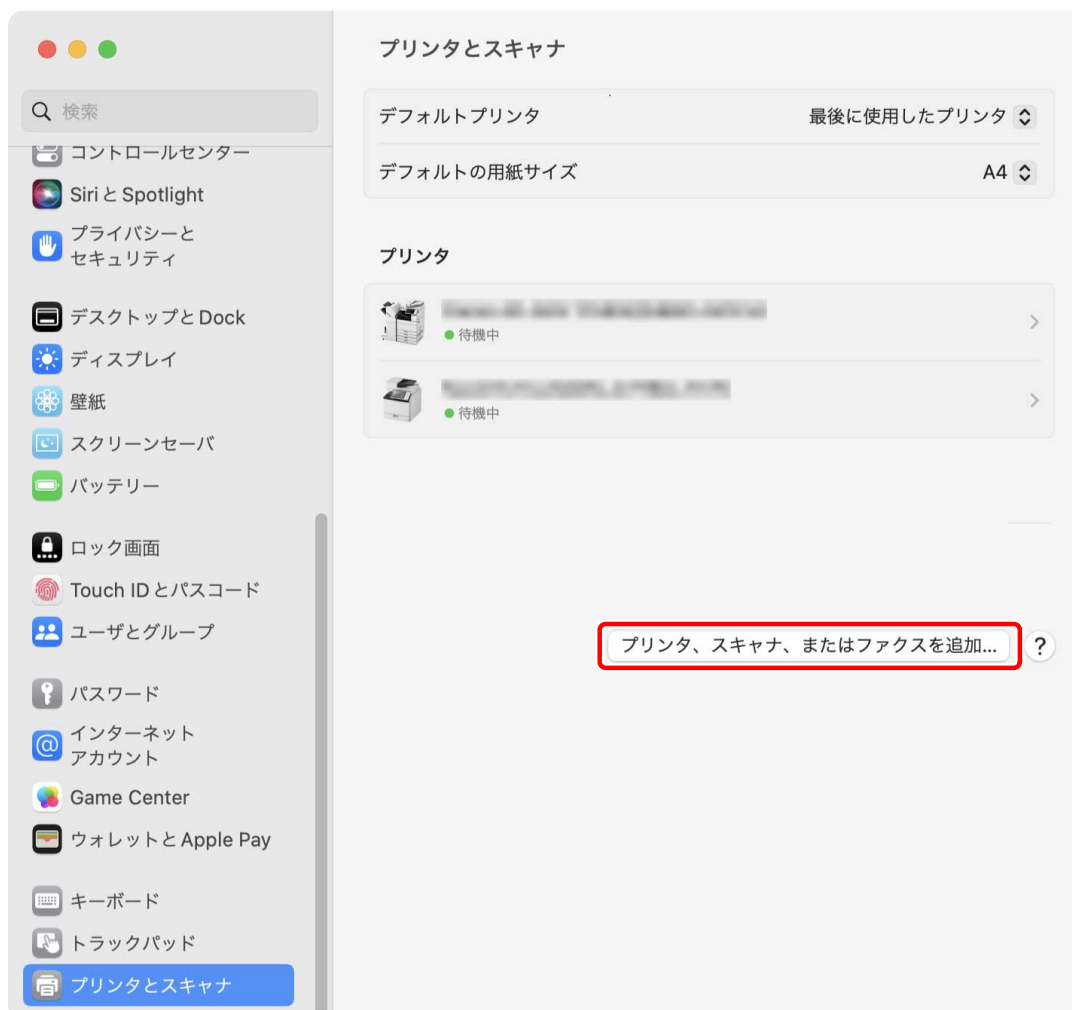 プリンタとスキャナ
検索
コントロールセンター
Siri と Spotlight
プライバシーと
セキュリティ
デスクトップと Dock
ディスプレイ
壁紙
スクリーンセーバ
バッテリー
ロック画面
Touch ID とパスコード
ユーザとグループ
パスワード
インターネット
アカウント
Game Center
ウォレットと Apple Pay
キーボード
トラックパッド
プリンタとスキャナ
デフォルトプリンタ 最後に使用したプリンタ
デフォルトの用紙サイズ A4
プリンタ
待機中
待機中
プリンタ、スキャナ、またはファクスを追加... ?